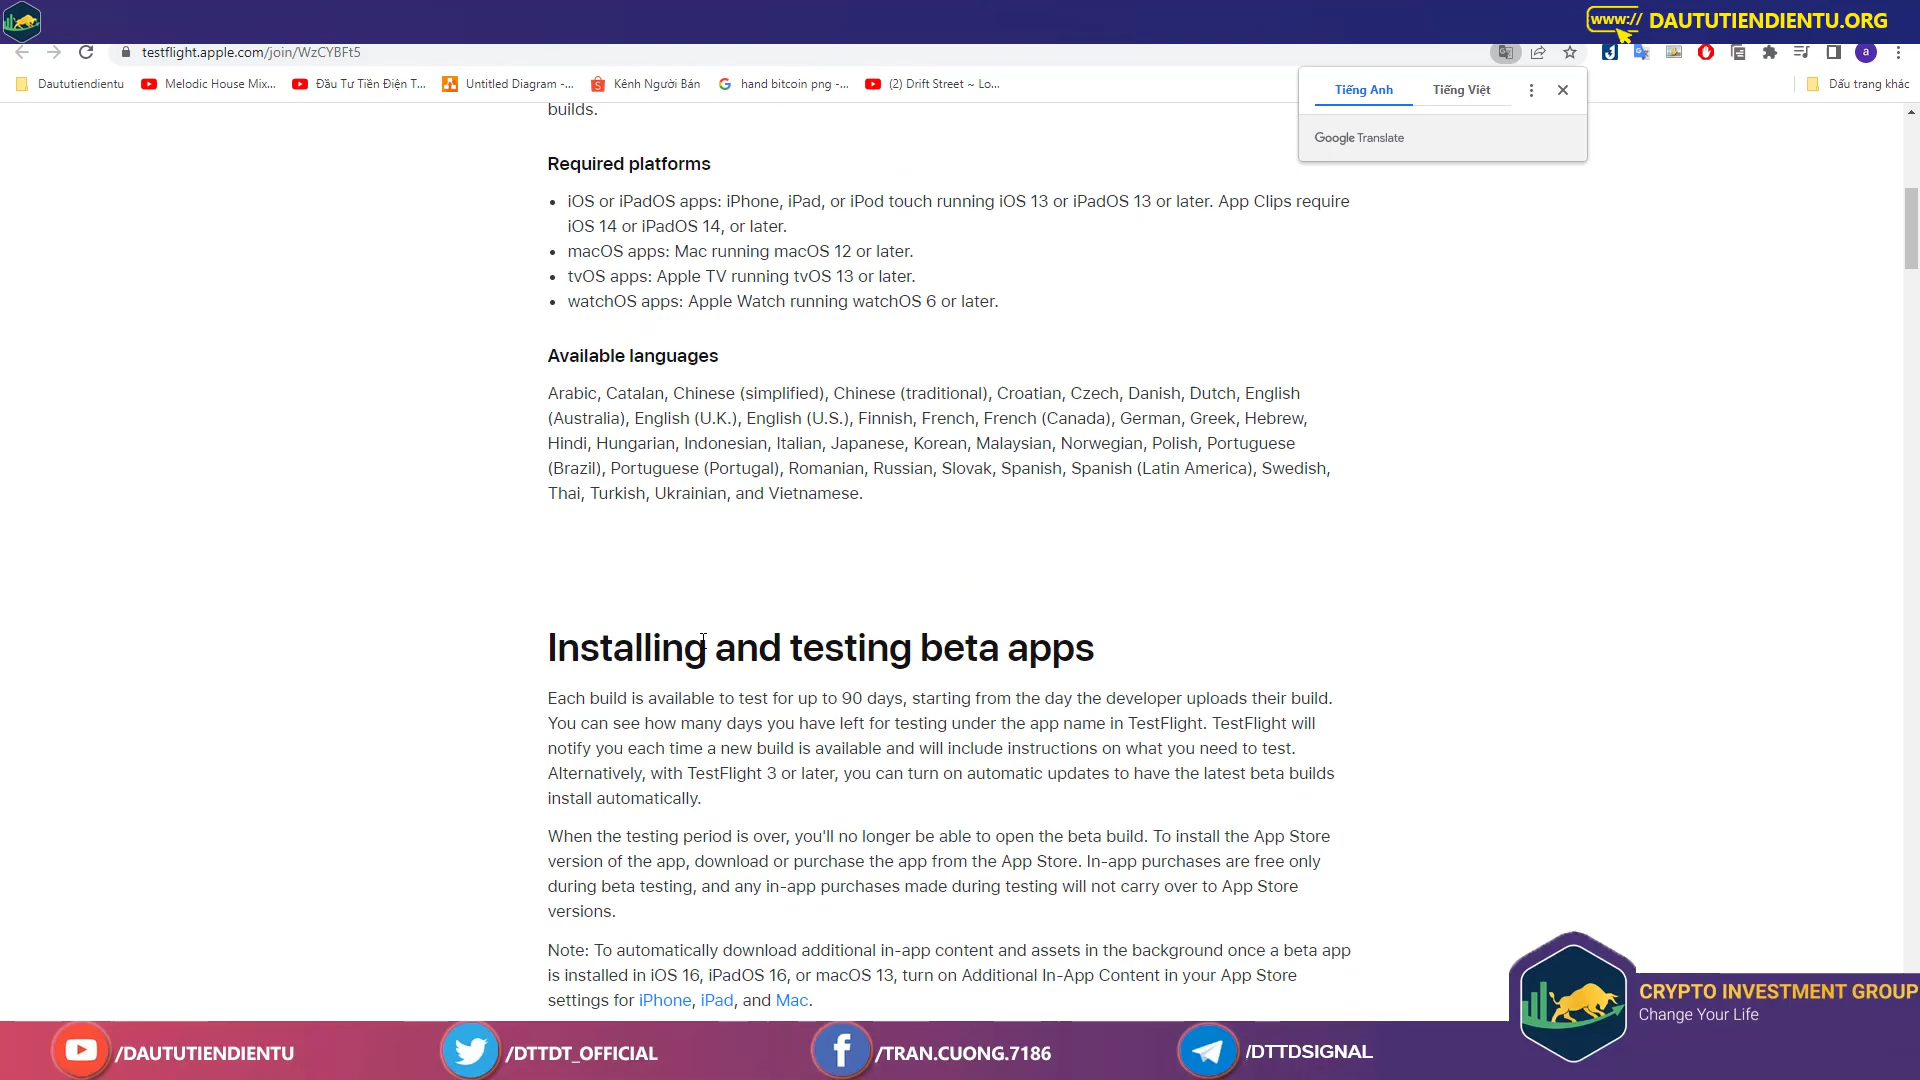 www:// DAUTUTIENDIENTU.ORG
testflight.apple.com/join/WzCYBFt5
Dautututiendientu
Melodic House Mix...
Đầu Tư Tiền Điện T...
Untitled Diagram -...
Kênh Người Bán
hand bitcoin png -...
(2) Drift Street ~ Lo...
Dấu trang khác
Tiếng Anh
Tiếng Việt
Google Translate
builds.
Required platforms
• iOS or iPadOS apps: iPhone, iPad, or iPod touch running iOS 13 or iPadOS 13 or later. App Clips require
iOS 14 or iPadOS 14, or later.
• macOS apps: Mac running macOS 12 or later.
• tvOS apps: Apple TV running tvOS 13 or later.
• watchOS apps: Apple Watch running watchOS 6 or later.
Available languages
Arabic, Catalan, Chinese (simplified), Chinese (traditional), Croatian, Czech, Danish, Dutch, English
(Australia), English (U.K.), English (U.S.), Finnish, French, French (Canada), German, Greek, Hebrew,
Hindi, Hungarian, Indonesian, Italian, Japanese, Korean, Malaysian, Norwegian, Polish, Portuguese
(Brazil), Portuguese (Portugal), Romanian, Russian, Slovak, Spanish, Spanish (Latin America), Swedish,
Thai, Turkish, Ukrainian, and Vietnamese.
Installing and testing beta apps
Each build is available to test for up to 90 days, starting from the day the developer uploads their build.
You can see how many days you have left for testing under the app name in TestFlight. TestFlight will
notify you each time a new build is available and will include instructions on what you need to test.
Alternatively, with TestFlight 3 or later, you can turn on automatic updates to have the latest beta builds
install automatically.
When the testing period is over, you'll no longer be able to open the beta build. To install the App Store
version of the app, download or purchase the app from the App Store. In-app purchases are free only
during beta testing, and any in-app purchases made during testing will not carry over to App Store
versions.
Note: To automatically download additional in-app content and assets in the background once a beta app
is installed in iOS 16, iPadOS 16, or macOS 13, turn on Additional In-App Content in your App Store
settings for iPhone, iPad, and Mac.
CRYPTO INVESTMENT GROUP
Change Your Life
/DAUTUTIENDIENTU
/DTTDT_OFFICIAL
/TRAN.CUONG.7186
/DTTDSIGNAL